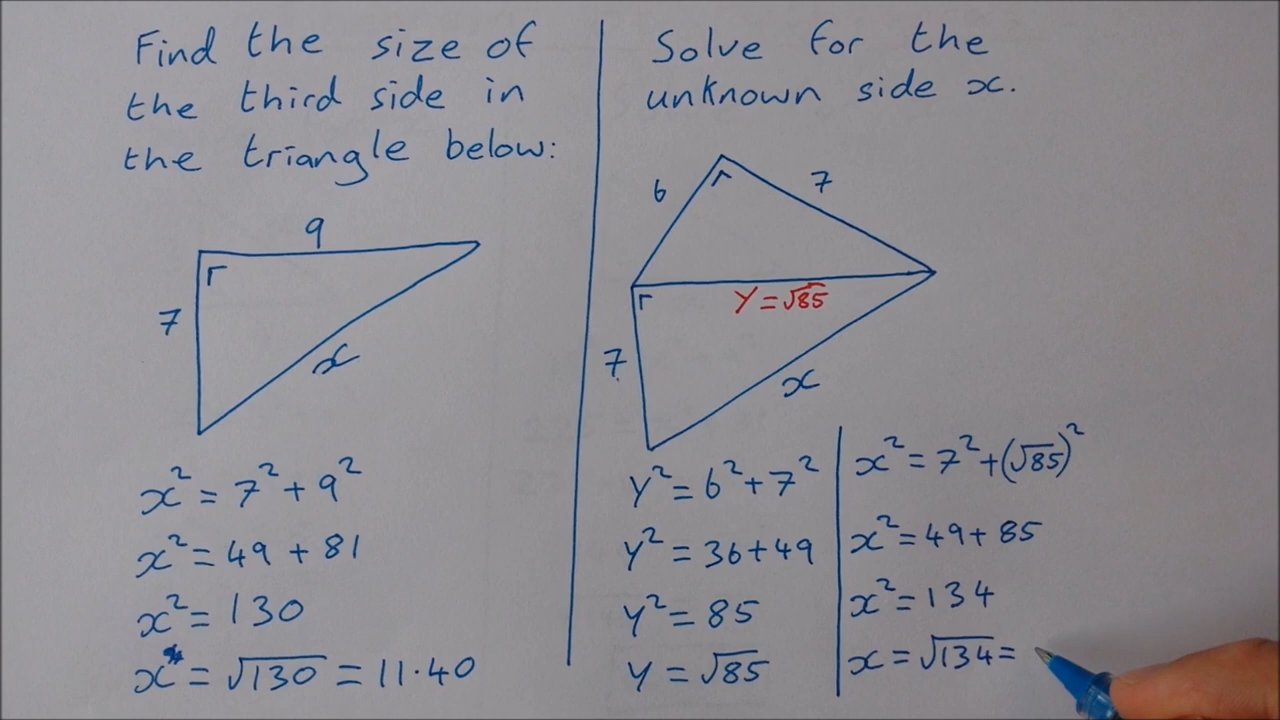 Find the size of
the third side in
the triangle below:
9
7
x
x² = 7² + 9²
x² = 49 + 81
x² = 130
x = √130 = 11·40
Solve for the
unknown side x.
6
7
Y = √85
7
x
Y² = 6² + 7²
Y² = 36 + 49
Y² = 85
Y = √85
x² = 7² + (√85)²
x² = 49 + 85
x² = 134
x = √134 =